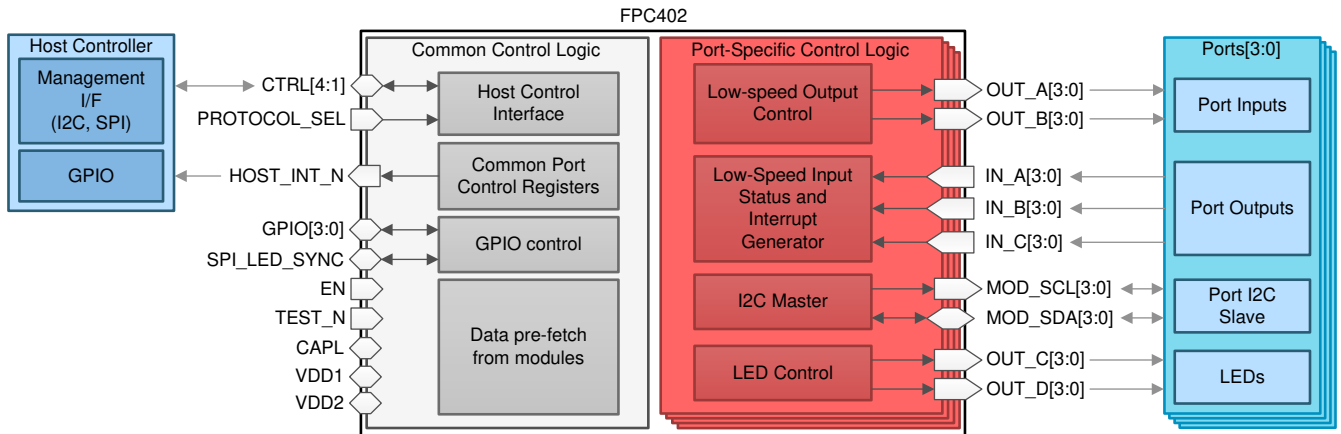 FPC402
Host Controller
Management
I/F
(I2C, SPI)
GPIO
CTRL[4:1]
PROTOCOL_SEL
HOST_INT_N
GPIO[3:0]
SPI_LED_SYNC
EN
TEST_N
CAPL
VDD1
VDD2
Common Control Logic
Host Control
Interface
Common Port
Control Registers
GPIO control
Data pre-fetch
from modules
Port-Specific Control Logic
Low-speed Output
Control
Low-Speed Input
Status and
Interrupt
Generator
I2C Master
LED Control
OUT_A[3:0]
OUT_B[3:0]
IN_A[3:0]
IN_B[3:0]
IN_C[3:0]
MOD_SCL[3:0]
MOD_SDA[3:0]
OUT_C[3:0]
OUT_D[3:0]
Ports[3:0]
Port Inputs
Port Outputs
Port I2C
Slave
LEDs